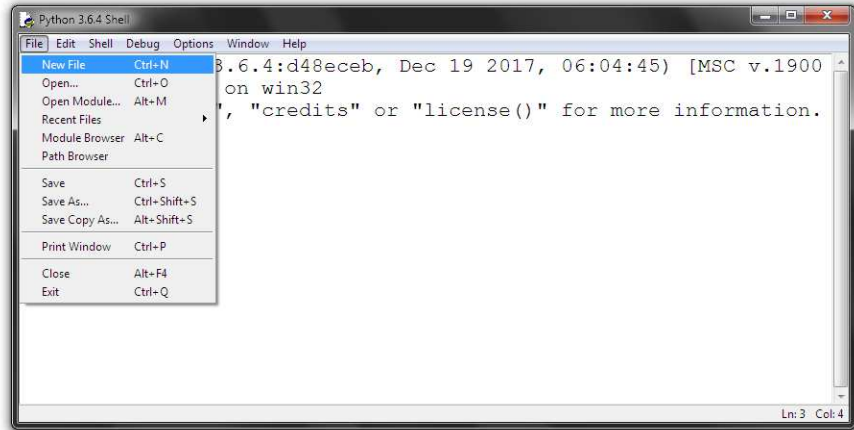 Python 3.6.4 Shell
File Edit Shell Debug Options Window Help
New File Ctrl+N
3.6.4:d48eceb, Dec 19 2017, 06:04:45) [MSC v.1900
Open... Ctrl+O
on win32
Open Module... Alt+M
", "credits" or "license()" for more information.
Recent Files
Module Browser Alt+C
Path Browser
Save Ctrl+S
Save As... Ctrl+Shift+S
Save Copy As... Alt+Shift+S
Print Window Ctrl+P
Close Alt+F4
Exit Ctrl+Q
Ln: 3 Col: 4